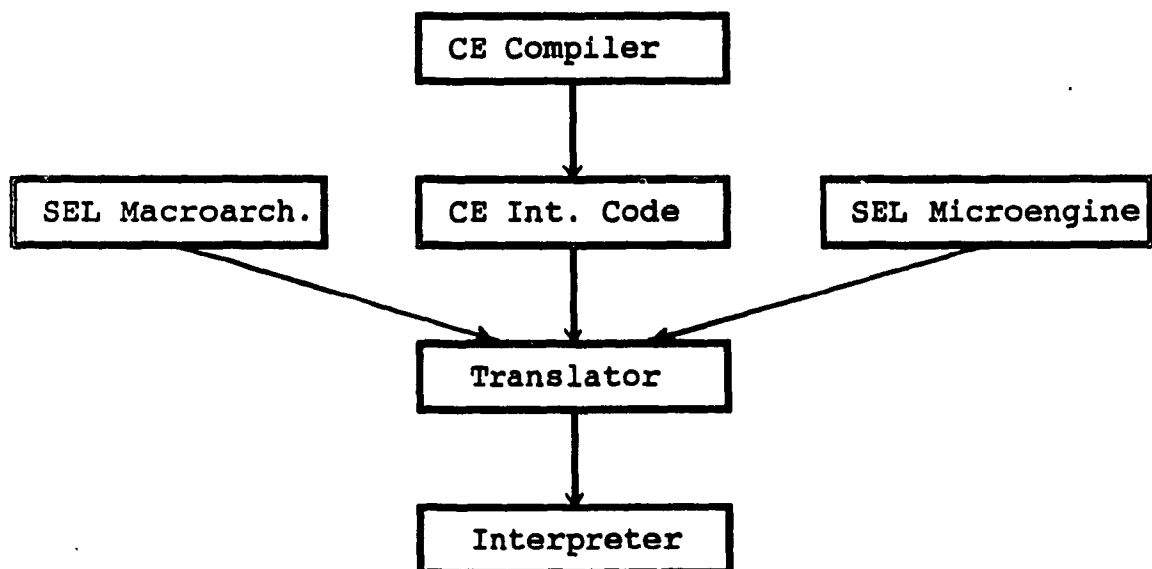 CE Compiler
SEL Macroarch.
CE Int. Code
SEL Microengine
Translator
Interpreter